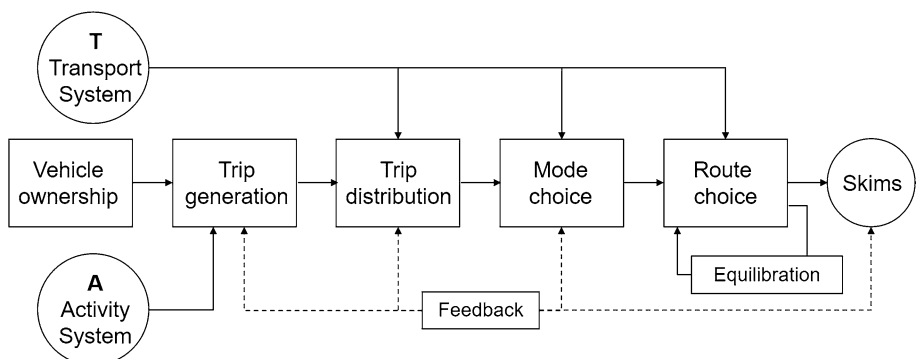 T
Transport
System
Vehicle
ownership
Trip
generation
Trip
distribution
Mode
choice
Route
choice
Skims
Equilibration
A
Activity
System
Feedback